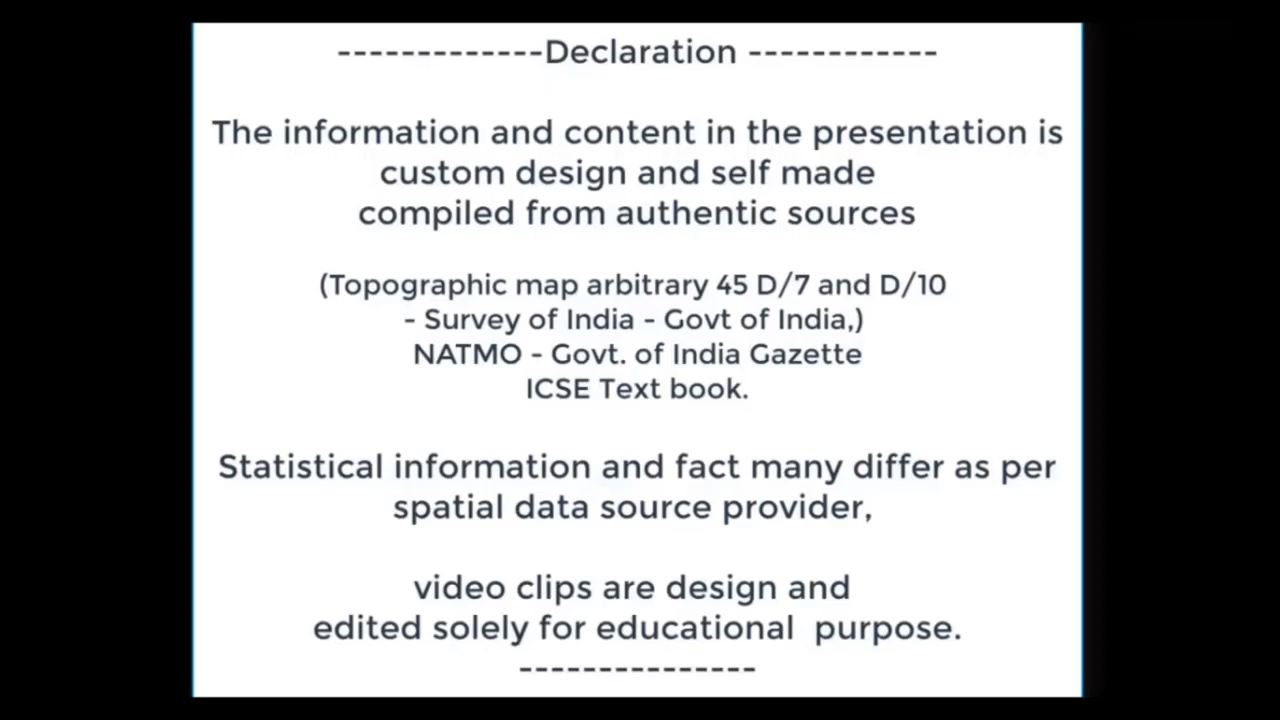 -------------Declaration ------------
The information and content in the presentation is
custom design and self made
compiled from authentic sources
(Topographic map arbitrary 45 D/7 and D/10
- Survey of India - Govt of India,)
NATMO - Govt. of India Gazette
ICSE Text book.
Statistical information and fact many differ as per
spatial data source provider,
video clips are design and
edited solely for educational  purpose.
---------------